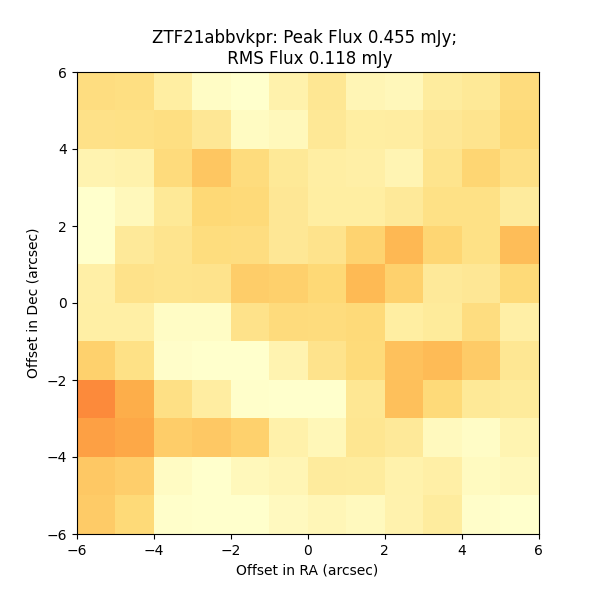 ZTF21abbvkpr: Peak Flux 0.455 mJy;
RMS Flux 0.118 mJy
6
4
2
0
−2
−4
−6
Offset in Dec (arcsec)
−6 −4 −2 0 2 4 6
Offset in RA (arcsec)